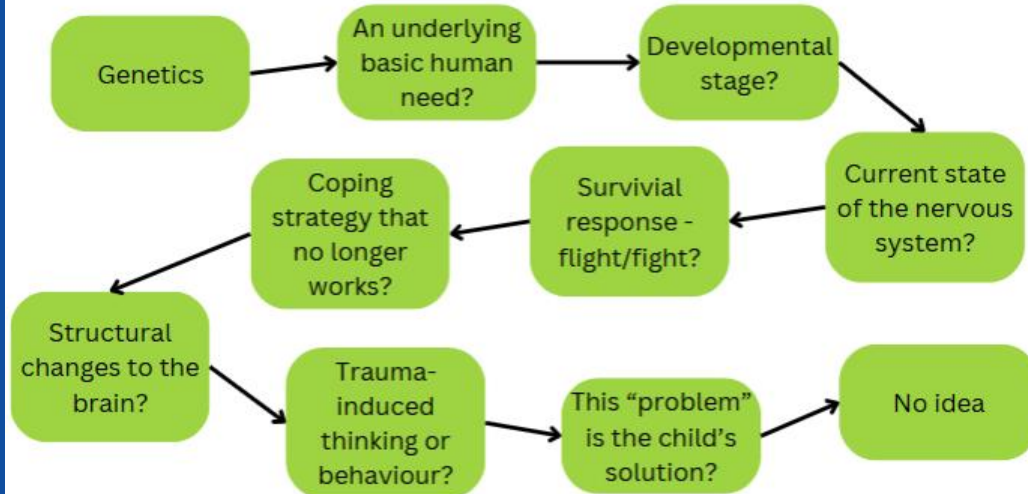 Genetics
An underlying
basic human
need?
Developmental
stage?
Current state
of the nervous
system?
Survivial
response -
flight/fight?
Coping
strategy that
no longer
works?
Structural
changes to the
brain?
Trauma-
induced
thinking or
behaviour?
This “problem”
is the child’s
solution?
No idea